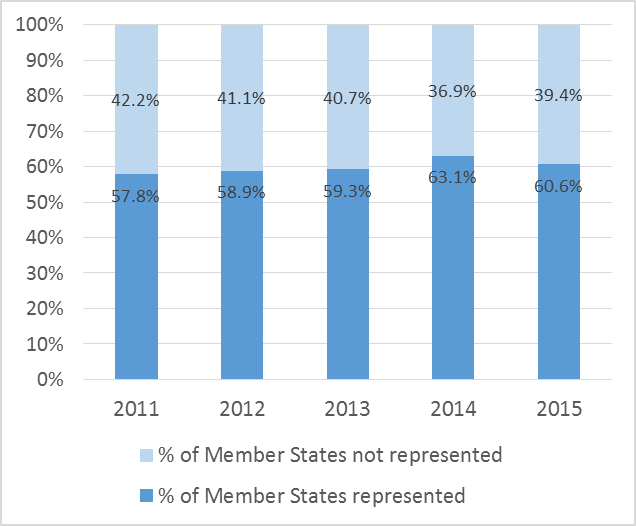 100%
90%
80%
70%
60%
50%
40%
30%
20%
10%
0%
42.2% 41.1% 40.7% 36.9% 39.4%
57.8% 58.9% 59.3% 63.1% 60.6%
2011 2012 2013 2014 2015
% of Member States not represented
% of Member States represented